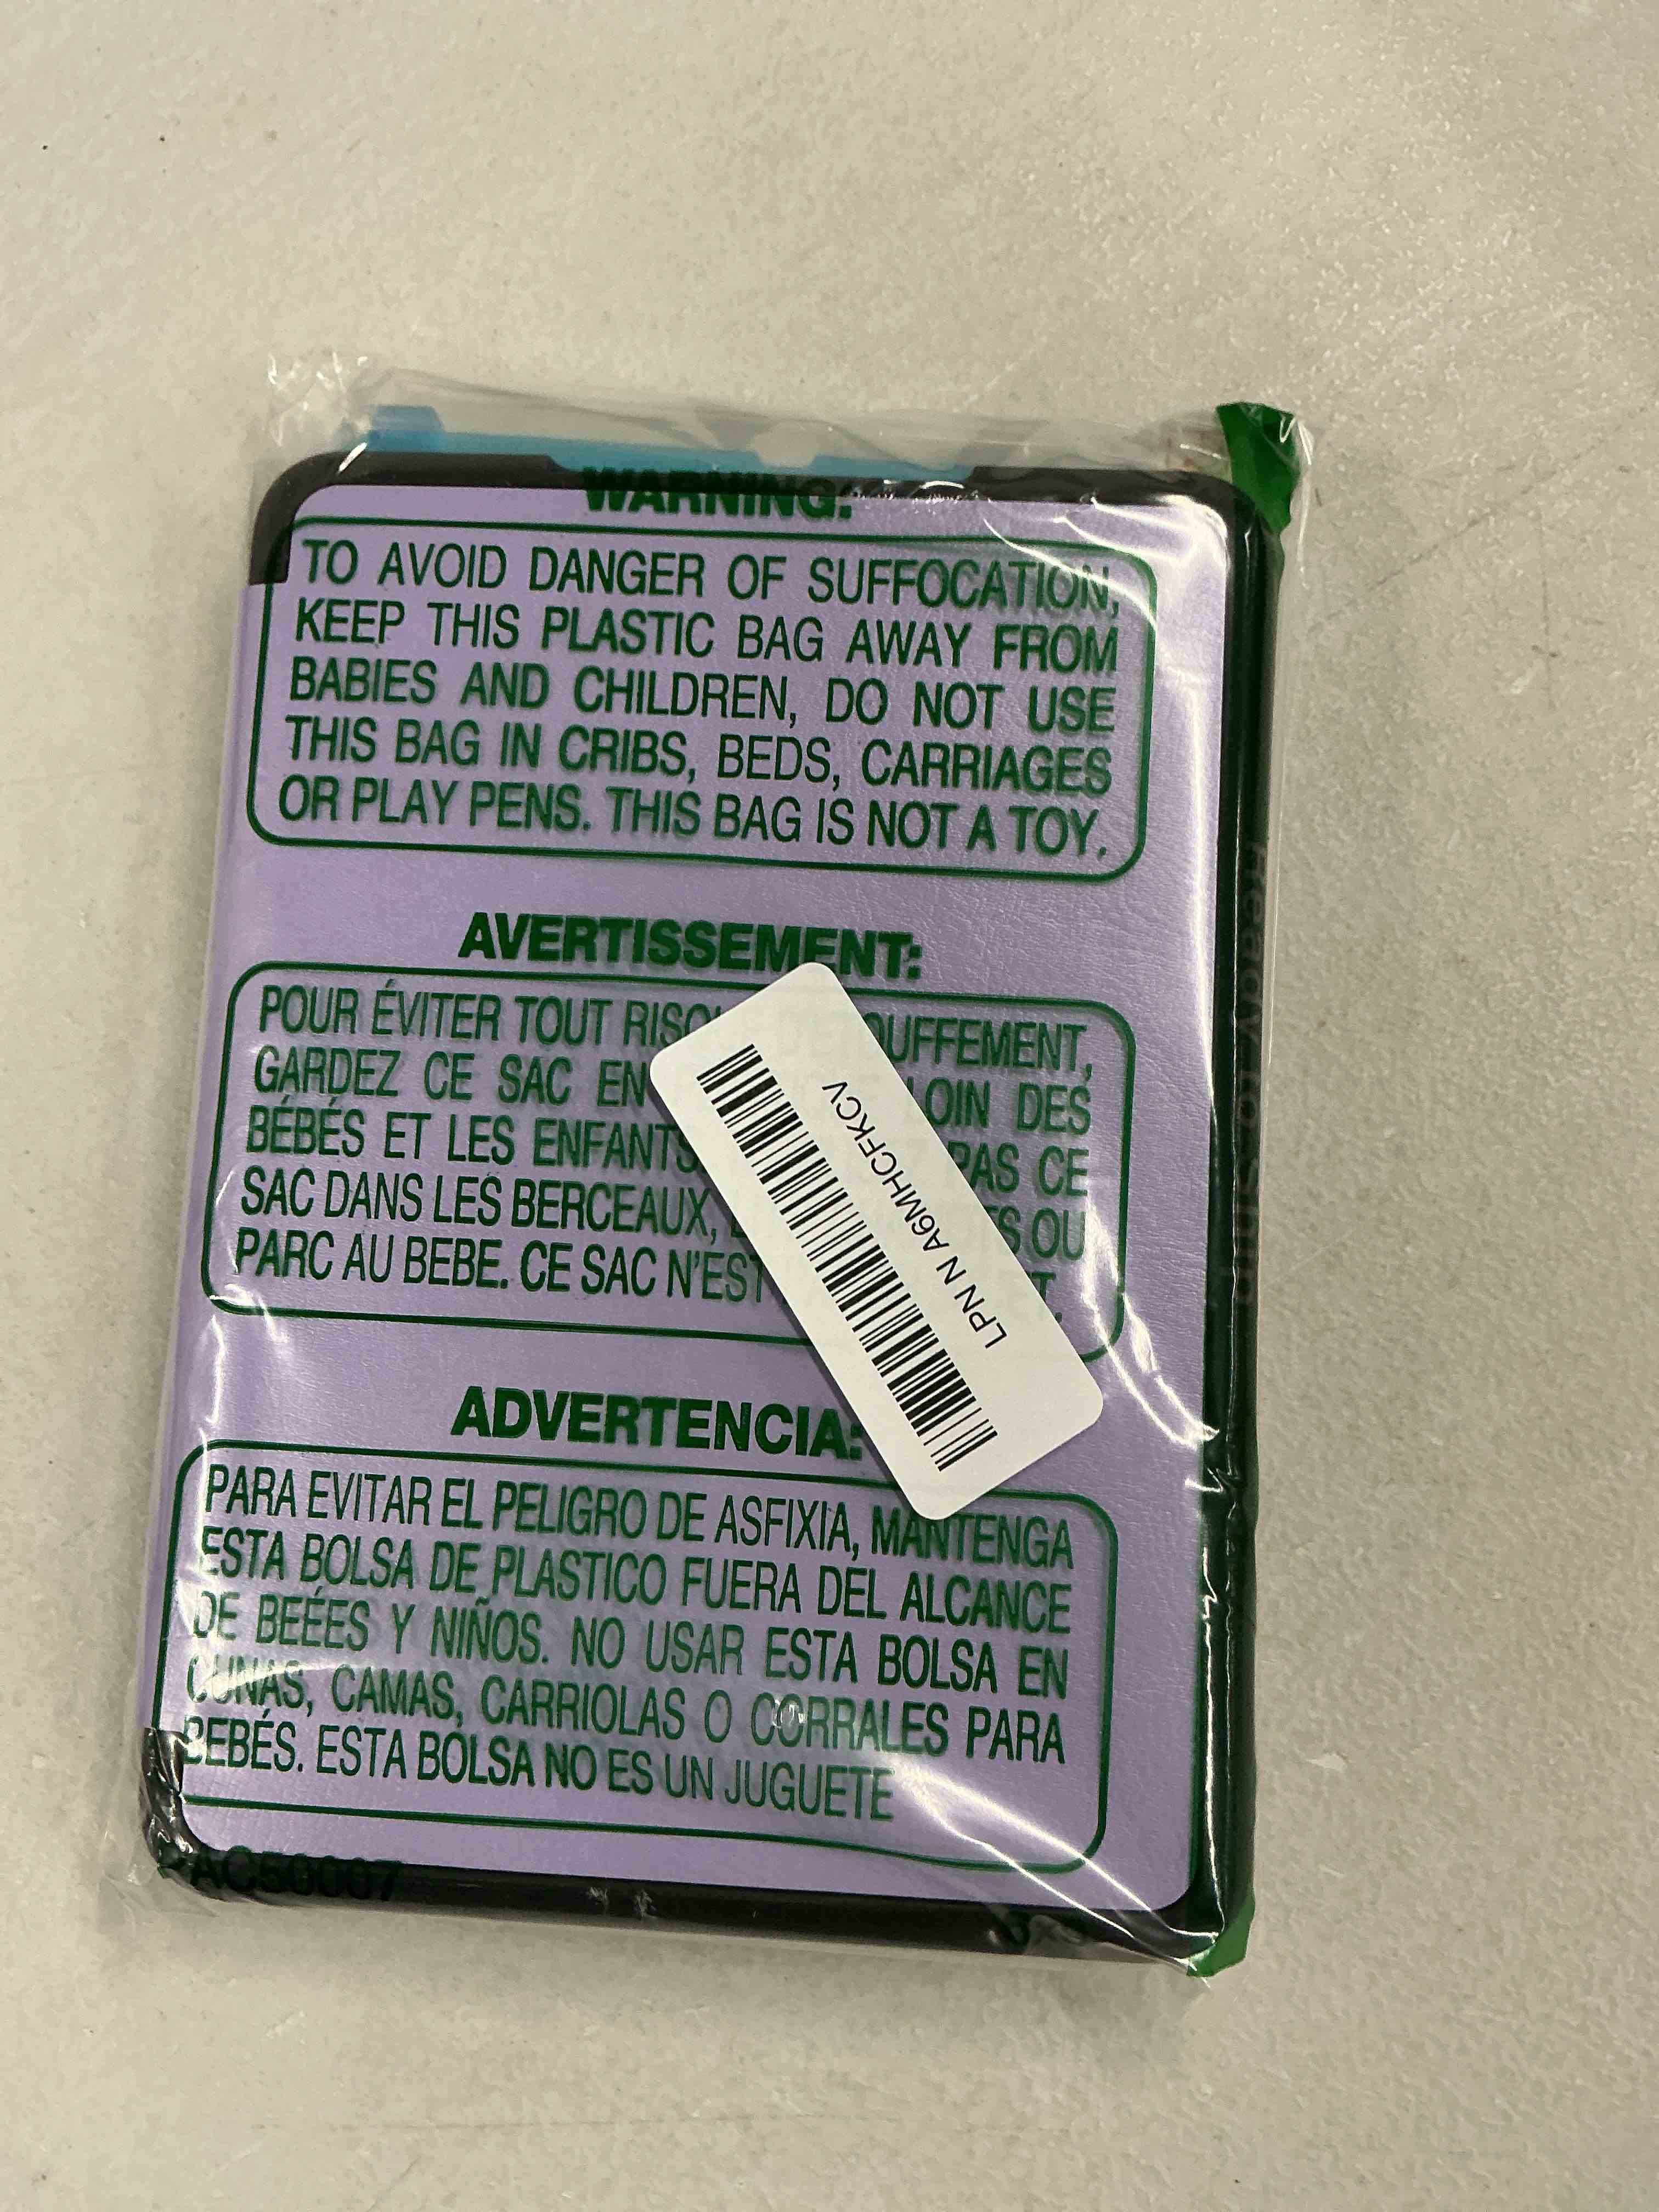 WARNING:
TO AVOID DANGER OF SUFFOCATION,
KEEP THIS PLASTIC BAG AWAY FROM
BABIES AND CHILDREN, DO NOT USE
THIS BAG IN CRIBS, BEDS, CARRIAGES
OR PLAY PENS. THIS BAG IS NOT A TOY.
AVERTISSEMENT:
POUR ÉVITER TOUT
GARDEZ CE SAC EN LOIN DES
BÉBÉS ET LES ENFANTS PAS CE
SAC DANS LES BERCEAUX, OU
PARC AU BEBE. CE SAC N'EST
LPN N A6MHCFKCV
ADVERTENCIA:
PARA EVITAR EL PELIGRO DE ASFIXIA, MANTENGA
ESTA BOLSA DE PLASTICO FUERA DEL ALCANCE
DE BEÉES Y NIÑOS. NO USAR ESTA BOLSA EN
CUNAS, CAMAS, CARRIOLAS O CORRALES PARA
BEBÉS. ESTA BOLSA NO ES UN JUGUETE
PAC50007
Ready to ship